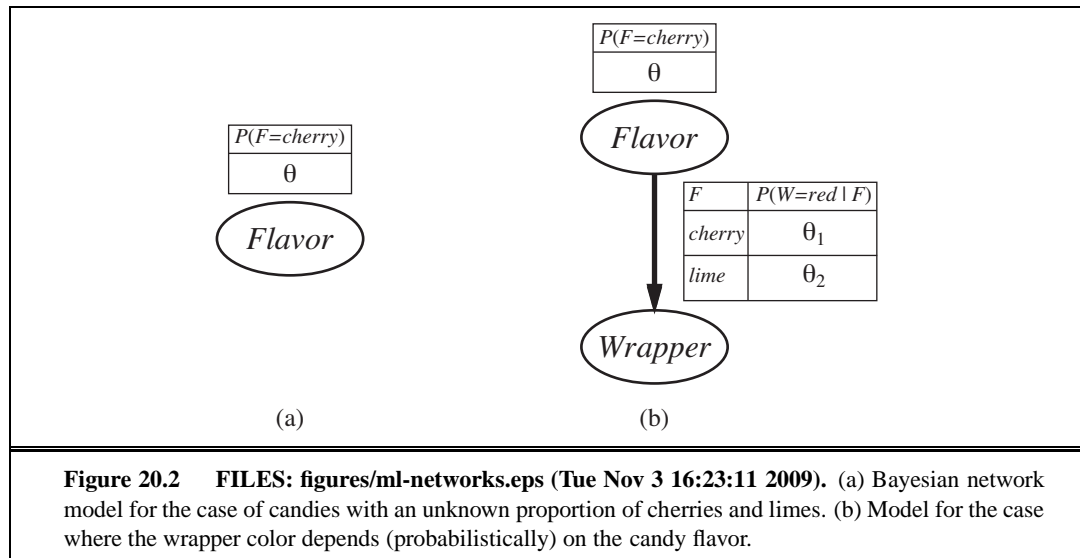 P(F=cherry)
θ
Flavor
(a)
P(F=cherry)
θ
Flavor
F P(W=red | F)
cherry θ1
lime θ2
Wrapper
(b)
Figure 20.2 FILES: figures/ml-networks.eps (Tue Nov 3 16:23:11 2009). (a) Bayesian network
model for the case of candies with an unknown proportion of cherries and limes. (b) Model for the case
where the wrapper color depends (probabilistically) on the candy flavor.